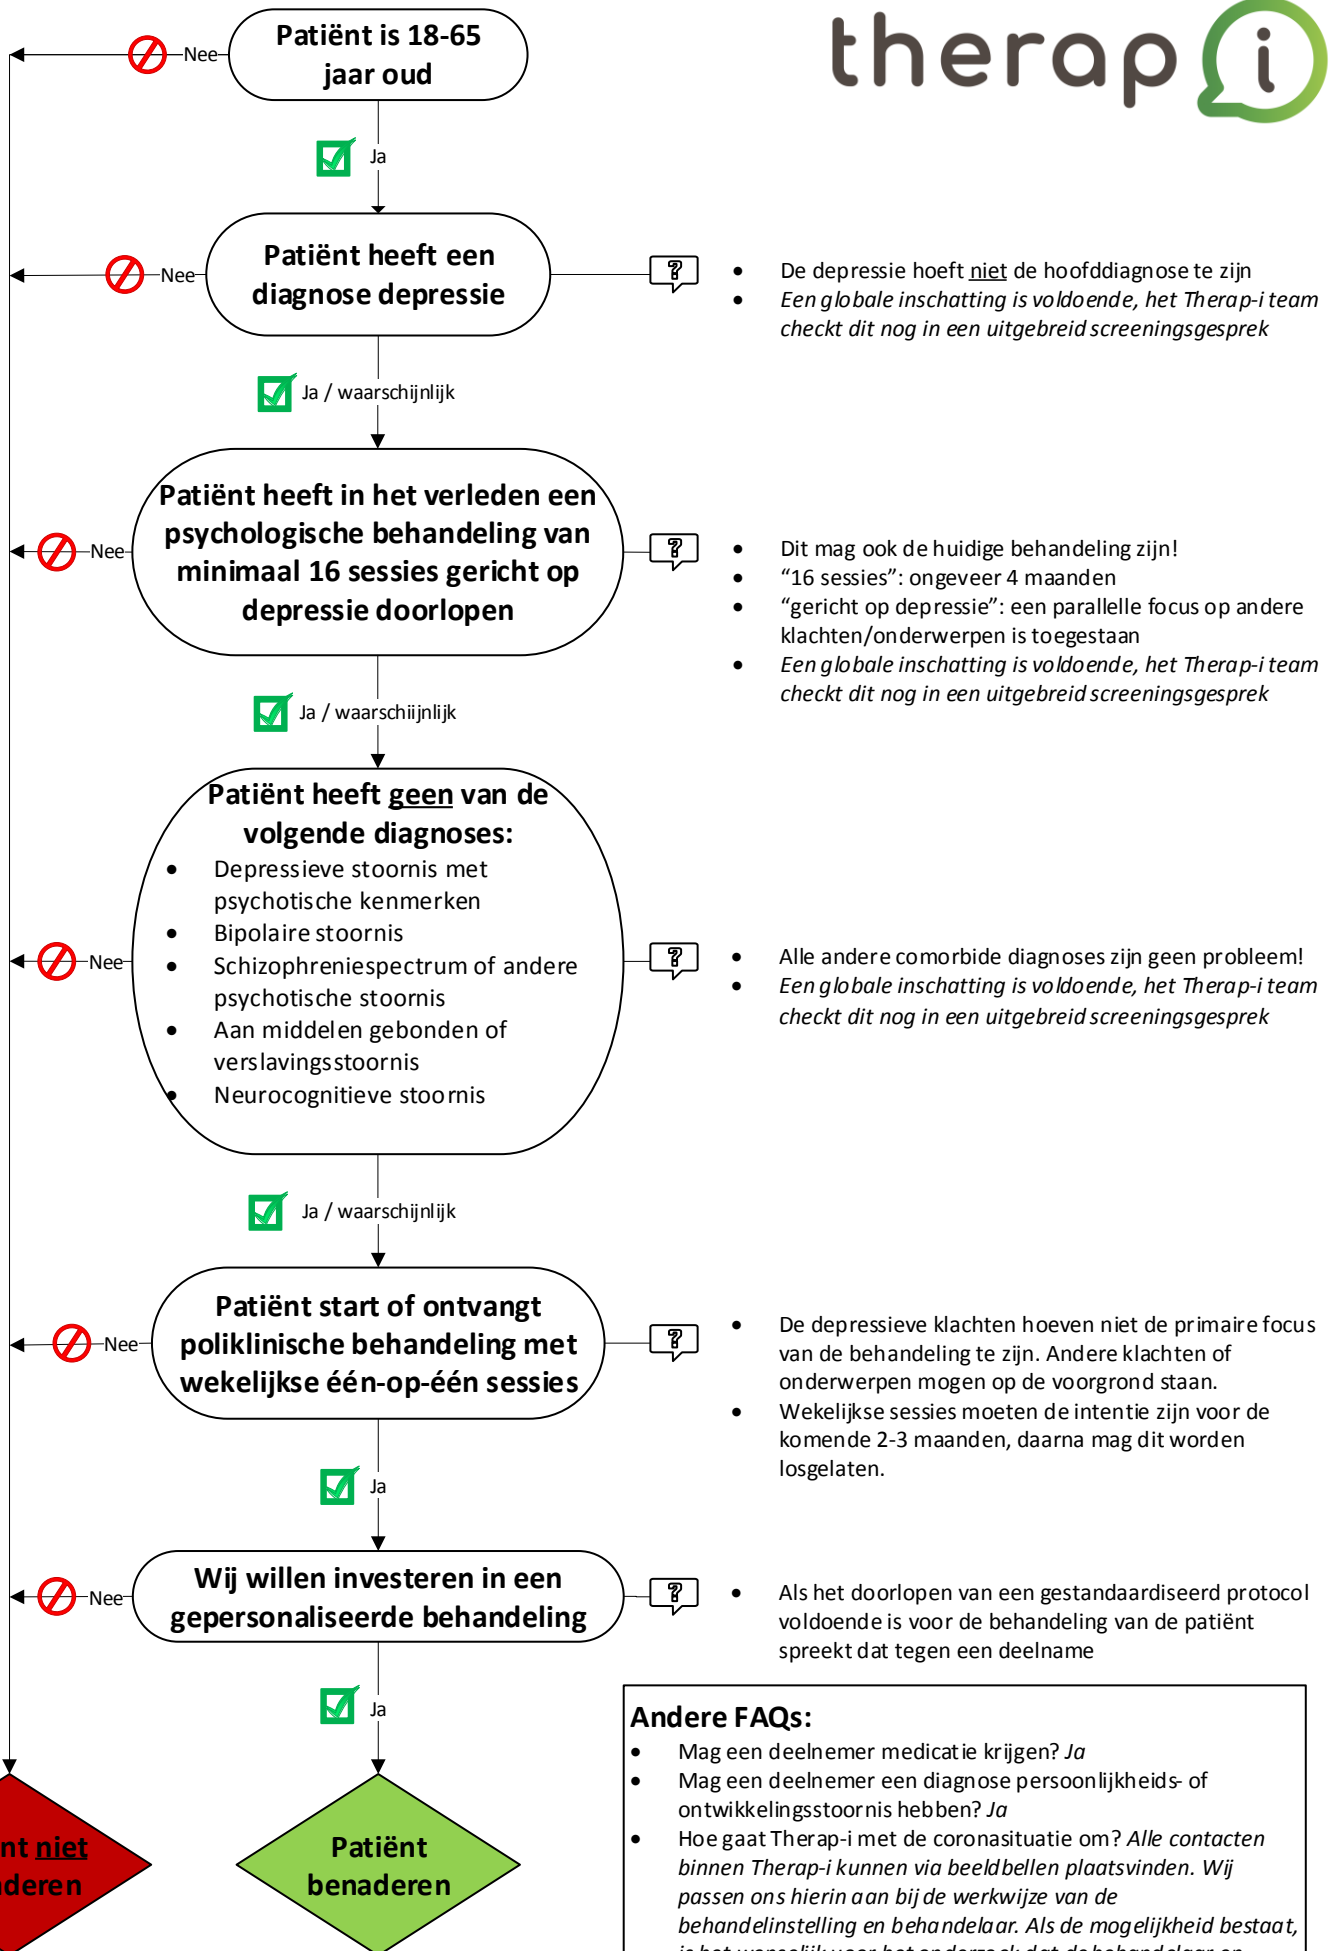 therap i
Patiënt is 18-65
jaar oud
Nee
Ja
Patiënt heeft een
diagnose depressie
Nee
• De depressie hoeft niet de hoofddiagnose te zijn
• Een globale inschatting is voldoende, het Therap-i team
checkt dit nog in een uitgebreid screeningsgesprek
Ja / waarschijnlijk
Patiënt heeft in het verleden een
psychologische behandeling van
minimaal 16 sessies gericht op
depressie doorlopen
Nee
• Dit mag ook de huidige behandeling zijn!
• “16 sessies”: ongeveer 4 maanden
• “gericht op depressie”: een parallelle focus op andere
klachten/onderwerpen is toegestaan
• Een globale inschatting is voldoende, het Therap-i team
checkt dit nog in een uitgebreid screeningsgesprek
Ja / waarschiijnlijk
Patiënt heeft geen van de
volgende diagnoses:
• Depressieve stoornis met
psychotische kenmerken
• Bipolaire stoornis
• Schizophreniespectrum of andere
psychotische stoornis
• Aan middelen gebonden of
verslavingsstoornis
• Neurocognitieve stoornis
Nee
• Alle andere comorbide diagnoses zijn geen probleem!
• Een globale inschatting is voldoende, het Therap-i team
checkt dit nog in een uitgebreid screeningsgesprek
Ja / waarschijnlijk
Patiënt start of ontvangt
poliklinische behandeling met
wekelijkse één-op-één sessies
Nee
• De depressieve klachten hoeven niet de primaire focus
van de behandeling te zijn. Andere klachten of
onderwerpen mogen op de voorgrond staan.
• Wekelijkse sessies moeten de intentie zijn voor de
komende 2-3 maanden, daarna mag dit worden
losgelaten.
Ja
Wij willen investeren in een
gepersonaliseerde behandeling
Nee
• Als het doorlopen van een gestandaardiseerd protocol
voldoende is voor de behandeling van de patiënt
spreekt dat tegen een deelname
Ja
nt niet
deren
Patiënt
benaderen
Andere FAQs:
• Mag een deelnemer medicatie krijgen? Ja
• Mag een deelnemer een diagnose persoonlijkheids- of
ontwikkelingsstoornis hebben? Ja
• Hoe gaat Therap-i met de coronasituatie om? Alle contacten
binnen Therap-i kunnen via beeldbellen plaatsvinden. Wij
passen ons hierin aan bij de werkwijze van de
behandelinstelling en behandelaar. Als de mogelijkheid bestaat,
is het wenselijk voor het onderzoek dat de behandelaar en